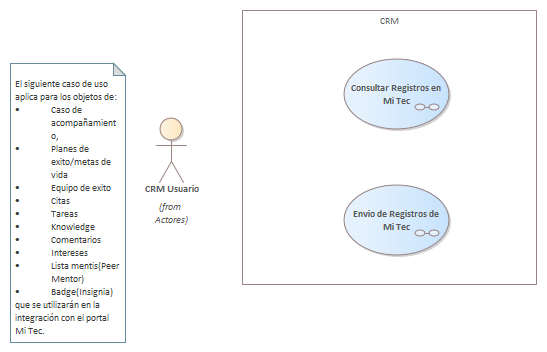 El siguiente caso de uso
aplica para los objetos de:
• Caso de
acompañamient
o,
• Planes de
exito/metas de
vida
• Equipo de exito
• Citas
• Tareas
• Knowledge
• Comentarios
• Intereses
• Lista mentis(Peer
Mentor)
• Badge(Insignia)
que se utilizarán en la
integración con el portal
Mi Tec.
CRM Usuario
(from
Actores)
CRM
Consultar Registros en
Mi Tec
Envio de Registros de
Mi Tec